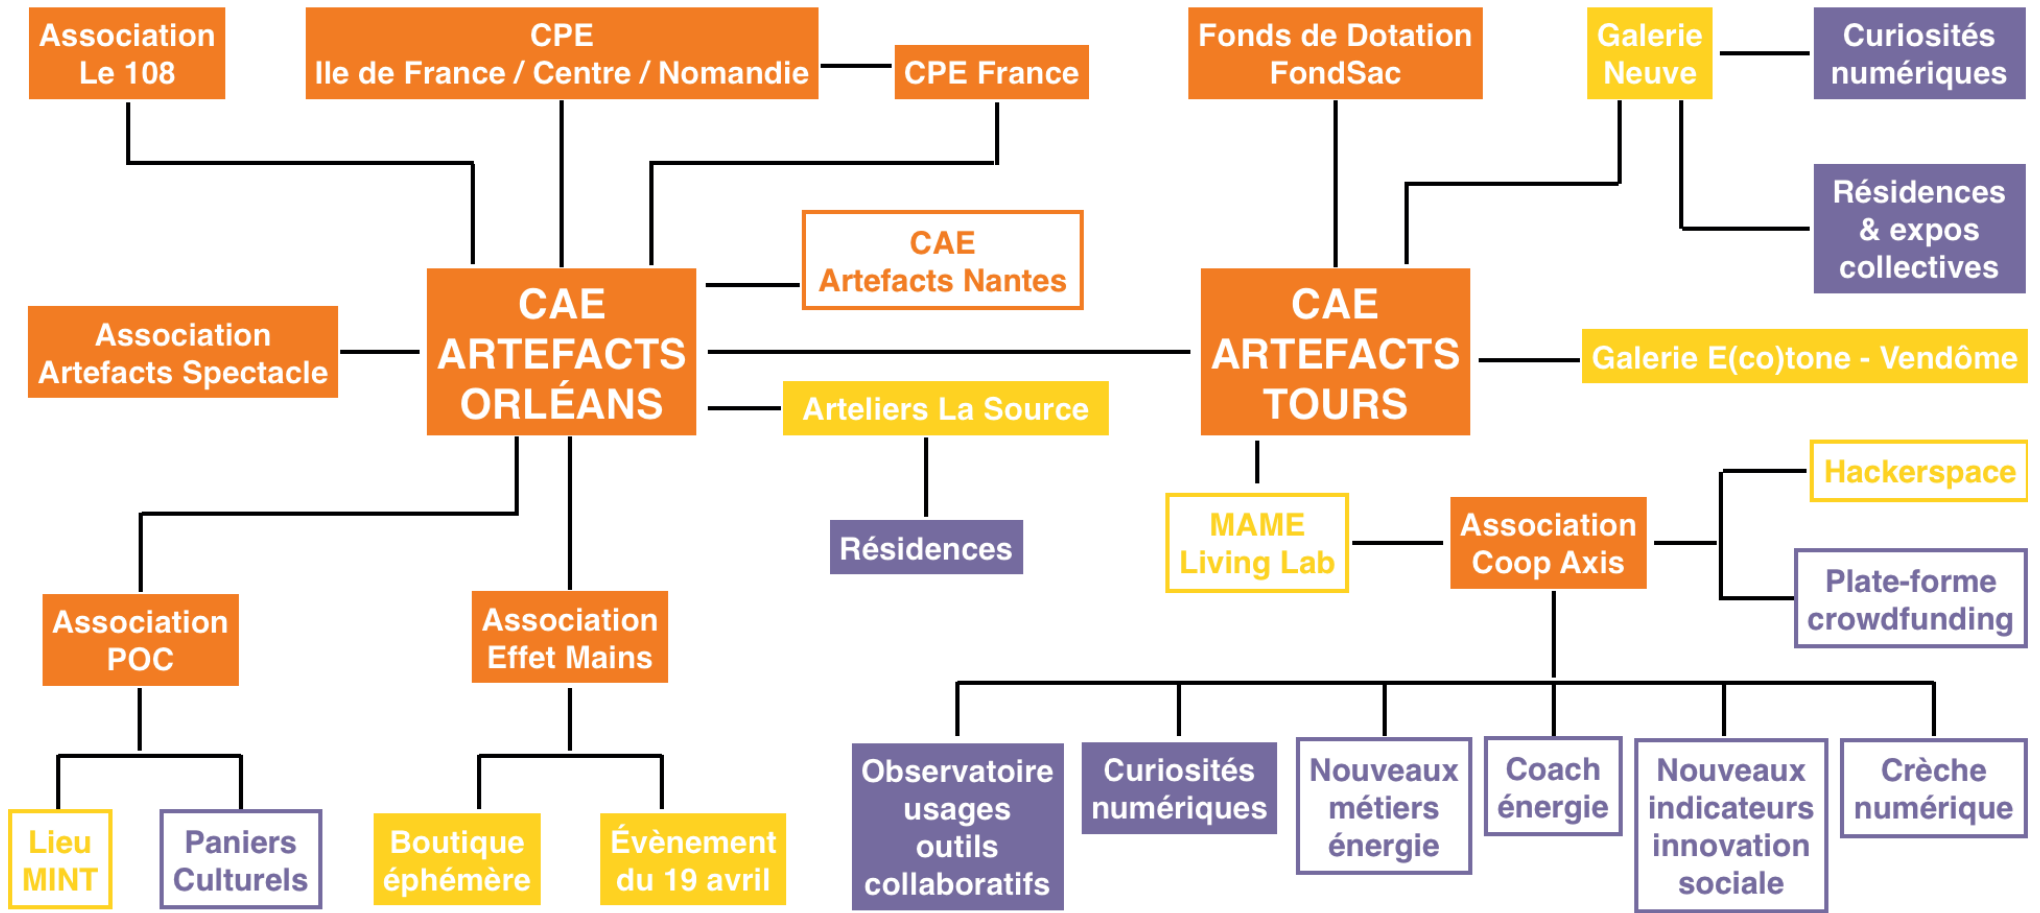 Association
Le 108
CPE
Ile de France / Centre / Nomandie
CPE France
Fonds de Dotation
FondSac
Galerie
Neuve
Curiosités
numériques
Résidences
& expos
collectives
CAE
Artefacts Nantes
Association
Artefacts Spectacle
CAE
ARTEFACTS
ORLÉANS
CAE
ARTEFACTS
TOURS
Galerie E(co)tone - Vendôme
Arteliers La Source
Résidences
Hackerspace
MAME
Living Lab
Association
Coop Axis
Plate-forme
crowdfunding
Association
POC
Association
Effet Mains
Lieu
MINT
Paniers
Culturels
Boutique
éphémère
Évènement
du 19 avril
Observatoire
usages
outils
collaboratifs
Curiosités
numériques
Nouveaux
métiers
énergie
Coach
énergie
Nouveaux
indicateurs
innovation
sociale
Crèche
numérique